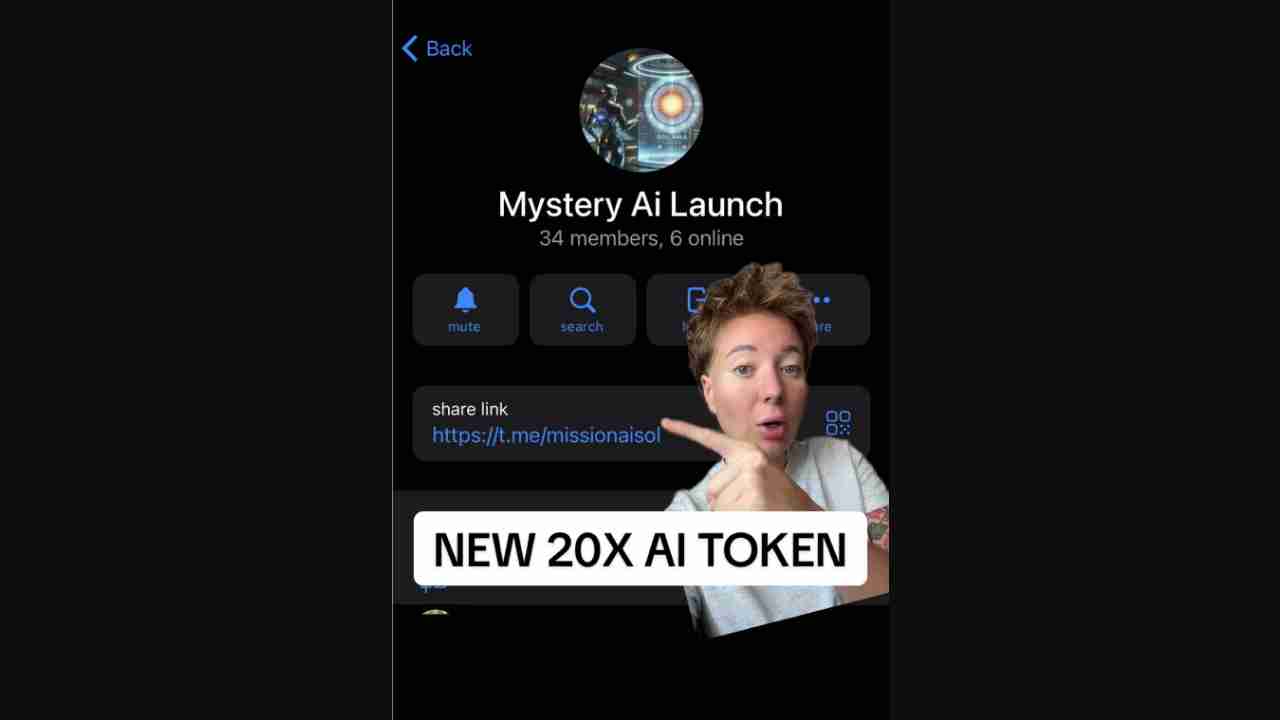 Back
Mystery Ai Launch
34 members, 6 online
mute
search
share link
https://t.me/missionaisol
NEW 20X AI TOKEN